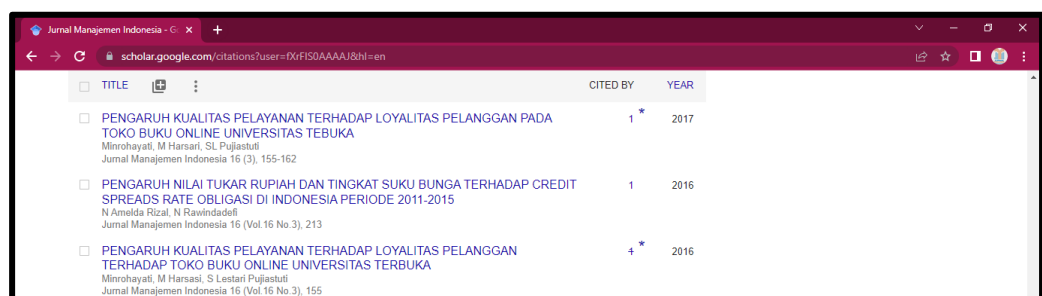 Jurnal Manajemen Indonesia - Go
scholar.google.com/citations?user=fXrFIS0AAAAJ&hl=en
TITLE CITED BY YEAR
PENGARUH KUALITAS PELAYANAN TERHADAP LOYALITAS PELANGGAN PADA 1 * 2017
TOKO BUKU ONLINE UNIVERSITAS TEBUKA
Minrohayati, M Harsari, SL Pujiastuti
Jurnal Manajemen Indonesia 16 (3), 155-162
PENGARUH NILAI TUKAR RUPIAH DAN TINGKAT SUKU BUNGA TERHADAP CREDIT 1 2016
SPREADS RATE OBLIGASI DI INDONESIA PERIODE 2011-2015
N Amelda Rizal, N Rawindadefi
Jurnal Manajemen Indonesia 16 (Vol.16 No.3), 213
PENGARUH KUALITAS PELAYANAN TERHADAP LOYALITAS PELANGGAN 1 * 2016
TERHADAP TOKO BUKU ONLINE UNIVERSITAS TERBUKA
Minrohayati, M Harsasi, S Lestari Pujiastuti
Jurnal Manajemen Indonesia 16 (Vol.16 No.3), 155